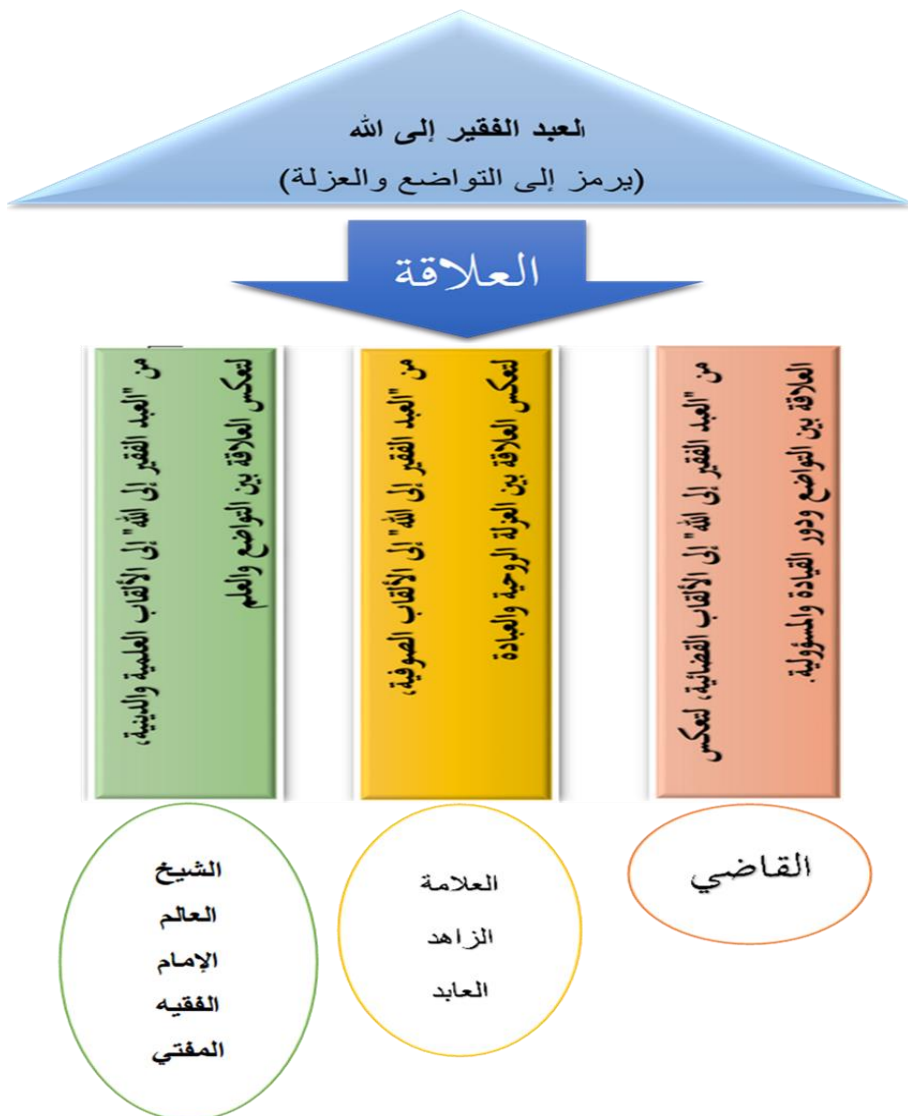 العبد الفقير إلى الله
(يرمز إلى التواضع والعزلة)
العلاقة
من "العبد الفقير إلى الله" إلى الألقاب القضائية، لتعكس
العلاقة بين التواضع ودور القيادة والمسؤولية.
من "العبد الفقير إلى الله" إلى الألقاب الصوفية،
لتعكس العلاقة بين العزلة الروحية والعبادة
من "العبد الفقير إلى الله" إلى الألقاب العلمية والدينية،
لتعكس العلاقة بين التواضع والعلم
القاضي
العلامة
الزاهد
العابد
الشيخ
العالم
الإمام
الفقيه
المفتي